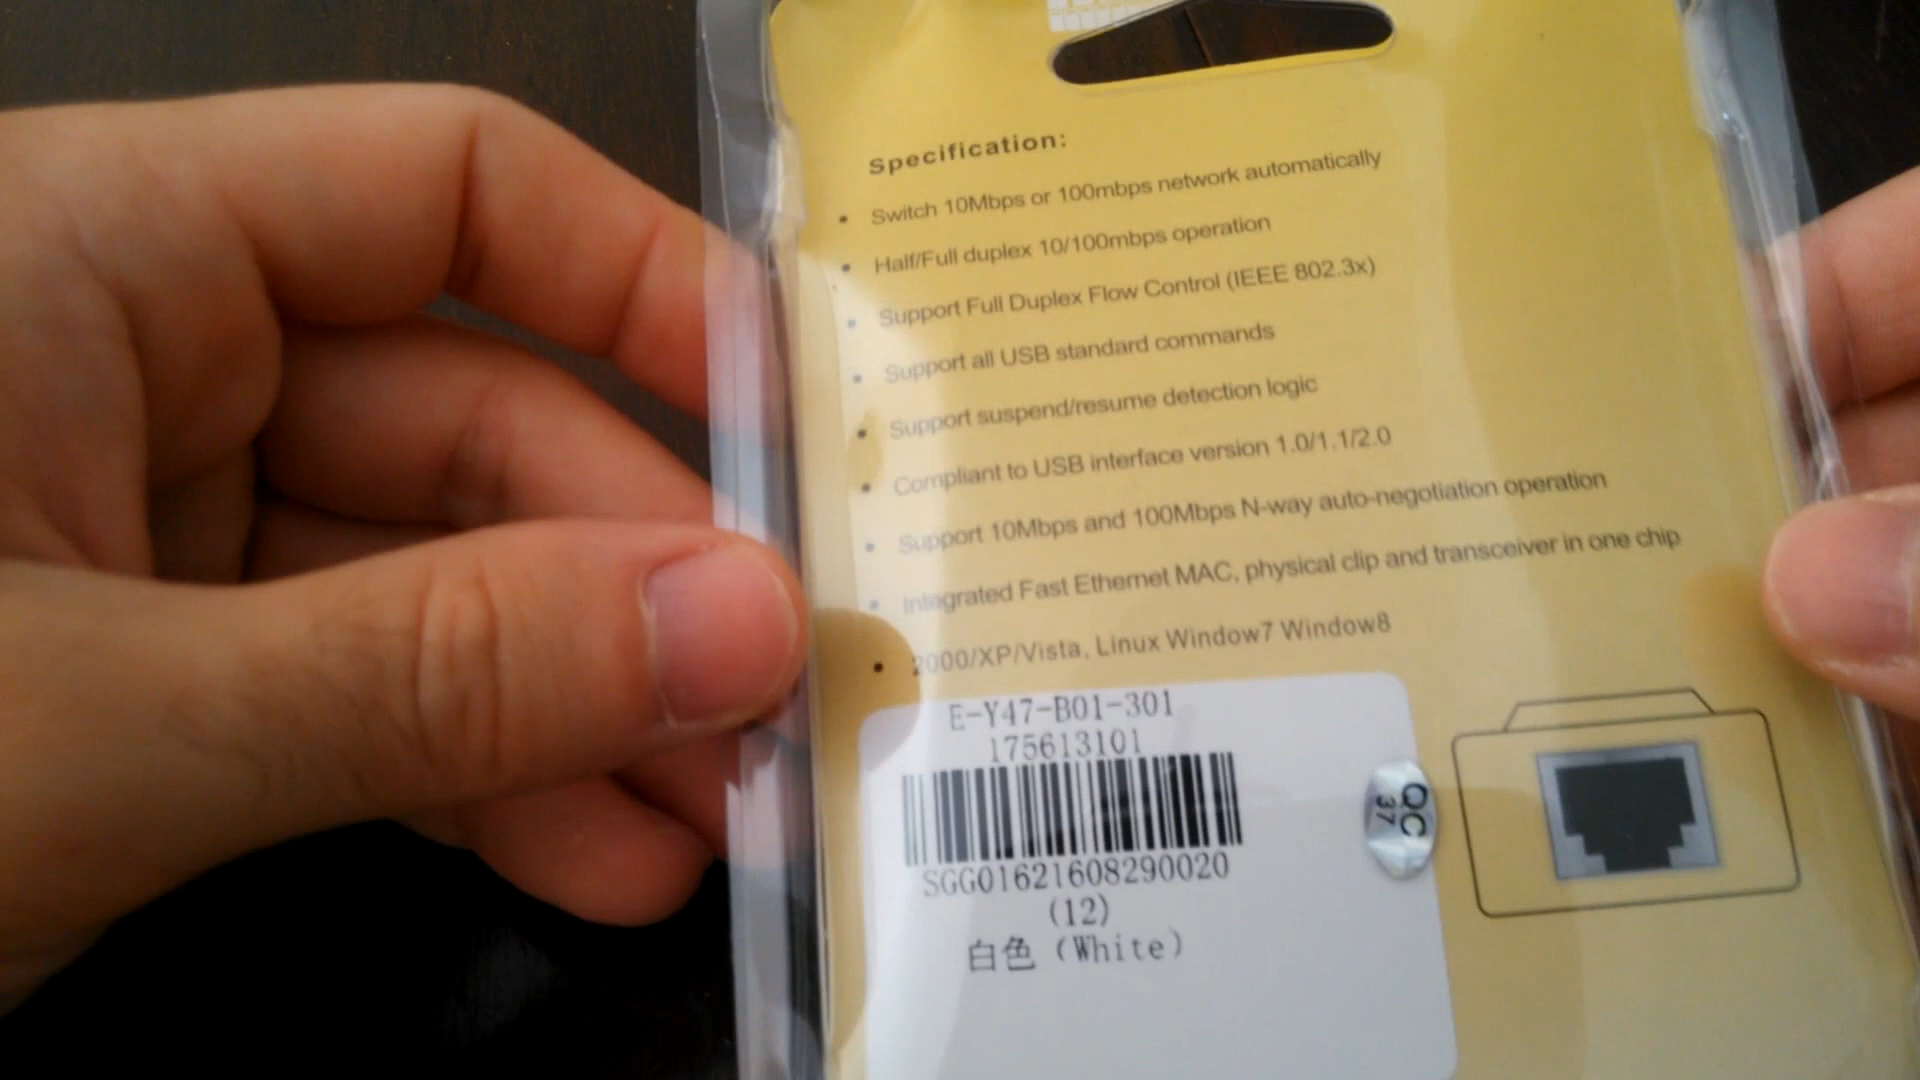 Specification:
• Switch 10Mbps or 100mbps network automatically
• Half/Full duplex 10/100mbps operation
• Support Full Duplex Flow Control (IEEE 802.3x)
• Support all USB standard commands
• Support suspend/resume detection logic
• Compliant to USB interface version 1.0/1.1/2.0
• Support 10Mbps and 100Mbps N-way auto-negotiation operation
• Integrated Fast Ethernet MAC, physical clip and transceiver in one chip
• 2000/XP/Vista, Linux Window7 Window8
E-Y47-B01-301
175613101
SGG01621608290020
(12)
白色 (White)
QC
37